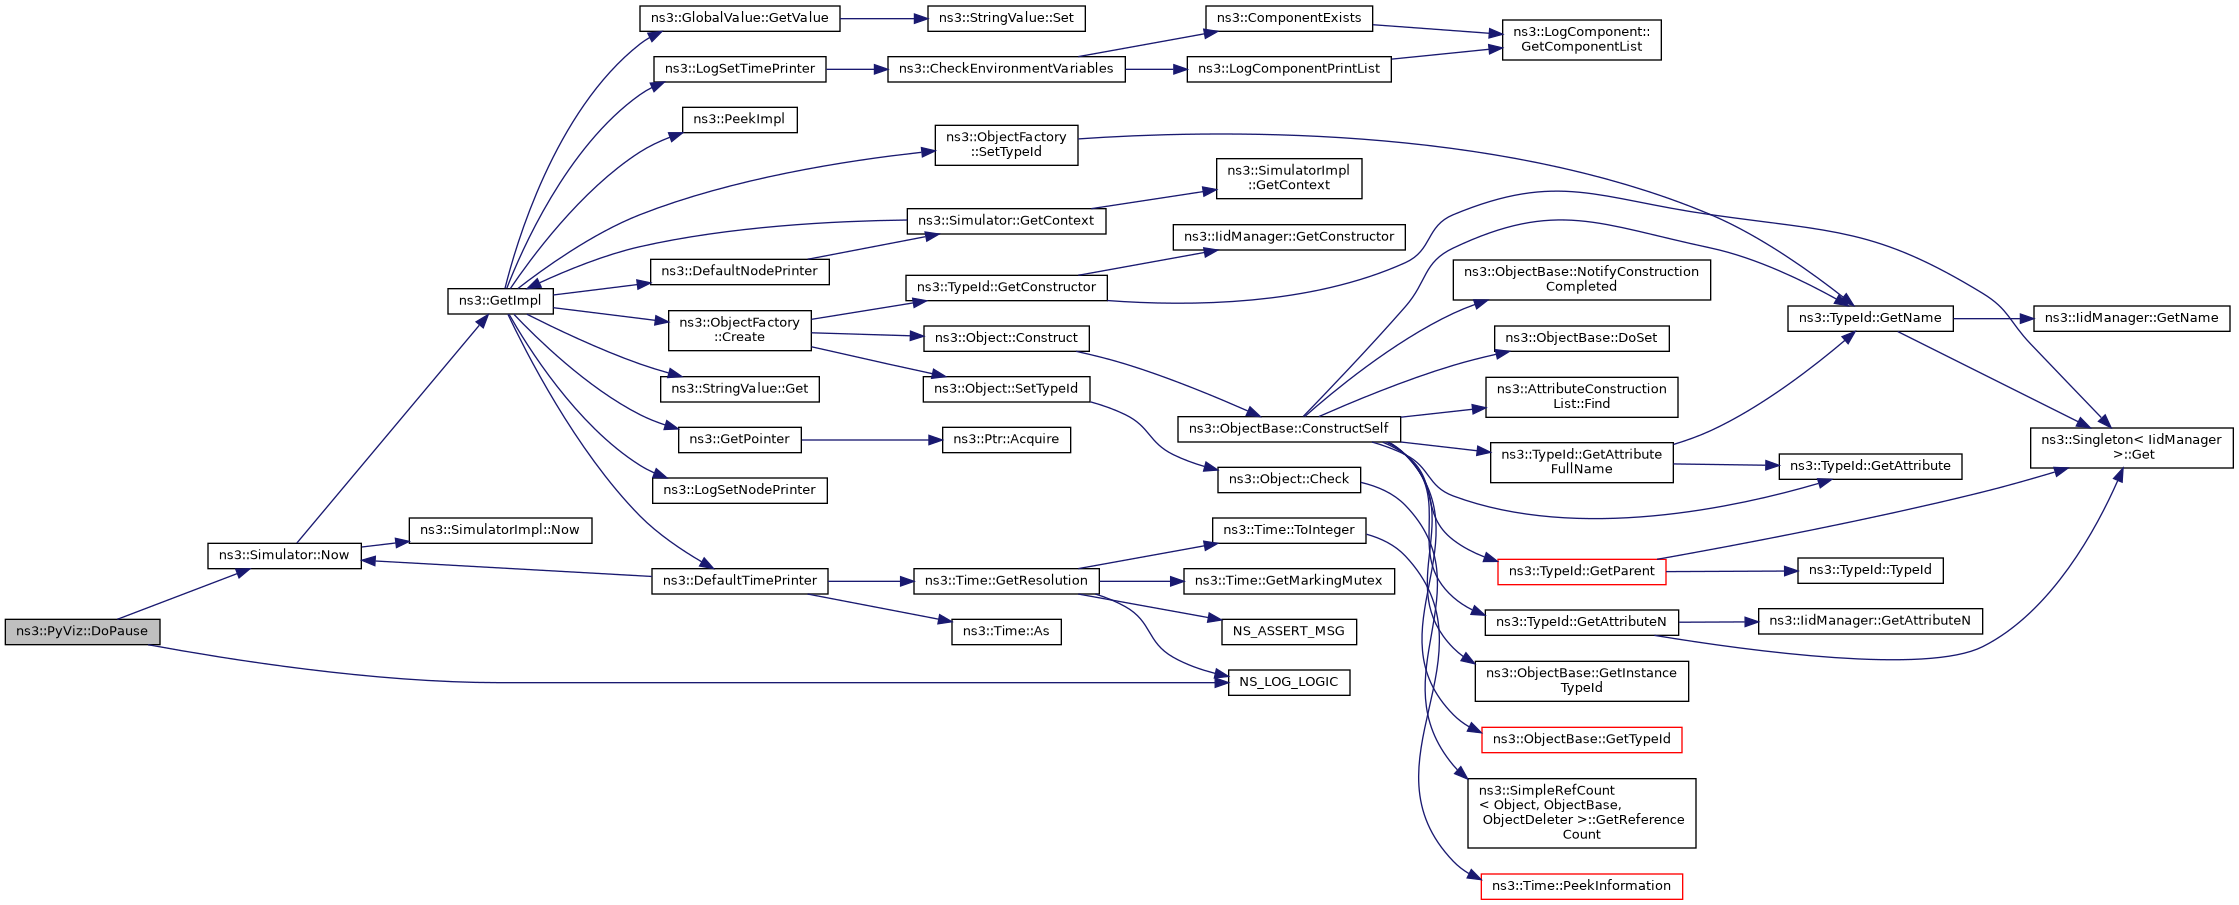 ns3::PyViz::DoPause
ns3::Simulator::Now
ns3::SimulatorImpl::Now
ns3::GetImpl
ns3::GlobalValue::GetValue
ns3::StringValue::Set
ns3::LogSetTimePrinter
ns3::CheckEnvironmentVariables
ns3::ComponentExists
ns3::LogComponentPrintList
ns3::LogComponent::
GetComponentList
ns3::PeekImpl
ns3::ObjectFactory
::SetTypeId
ns3::SimulatorImpl
::GetContext
ns3::Simulator::GetContext
ns3::DefaultNodePrinter
ns3::IidManager::GetConstructor
ns3::TypeId::GetConstructor
ns3::ObjectFactory
::Create
ns3::Object::Construct
ns3::Object::SetTypeId
ns3::StringValue::Get
ns3::GetPointer
ns3::Ptr::Acquire
ns3::LogSetNodePrinter
ns3::DefaultTimePrinter
ns3::Time::GetResolution
ns3::Time::As
ns3::ObjectBase::ConstructSelf
ns3::Object::Check
ns3::Time::ToInteger
ns3::Time::GetMarkingMutex
NS_ASSERT_MSG
NS_LOG_LOGIC
ns3::ObjectBase::NotifyConstruction
Completed
ns3::ObjectBase::DoSet
ns3::AttributeConstruction
List::Find
ns3::TypeId::GetAttribute
FullName
ns3::TypeId::GetParent
ns3::TypeId::GetAttributeN
ns3::ObjectBase::GetInstance
TypeId
ns3::ObjectBase::GetTypeId
ns3::SimpleRefCount
< Object, ObjectBase,
ObjectDeleter >::GetReference
Count
ns3::Time::PeekInformation
ns3::TypeId::GetName
ns3::TypeId::GetAttribute
ns3::TypeId::TypeId
ns3::IidManager::GetAttributeN
ns3::IidManager::GetName
ns3::Singleton< IidManager
>::Get